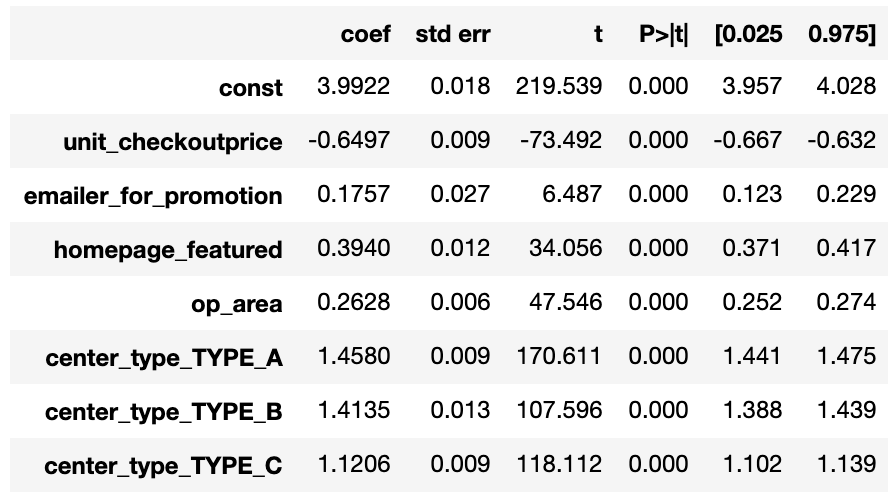 coef std err t P>|t| [0.025 0.975]
const 3.9922 0.018 219.539 0.000 3.957 4.028
unit_checkoutprice -0.6497 0.009 -73.492 0.000 -0.667 -0.632
emailer_for_promotion 0.1757 0.027 6.487 0.000 0.123 0.229
homepage_featured 0.3940 0.012 34.056 0.000 0.371 0.417
op_area 0.2628 0.006 47.546 0.000 0.252 0.274
center_type_TYPE_A 1.4580 0.009 170.611 0.000 1.441 1.475
center_type_TYPE_B 1.4135 0.013 107.596 0.000 1.388 1.439
center_type_TYPE_C 1.1206 0.009 118.112 0.000 1.102 1.139